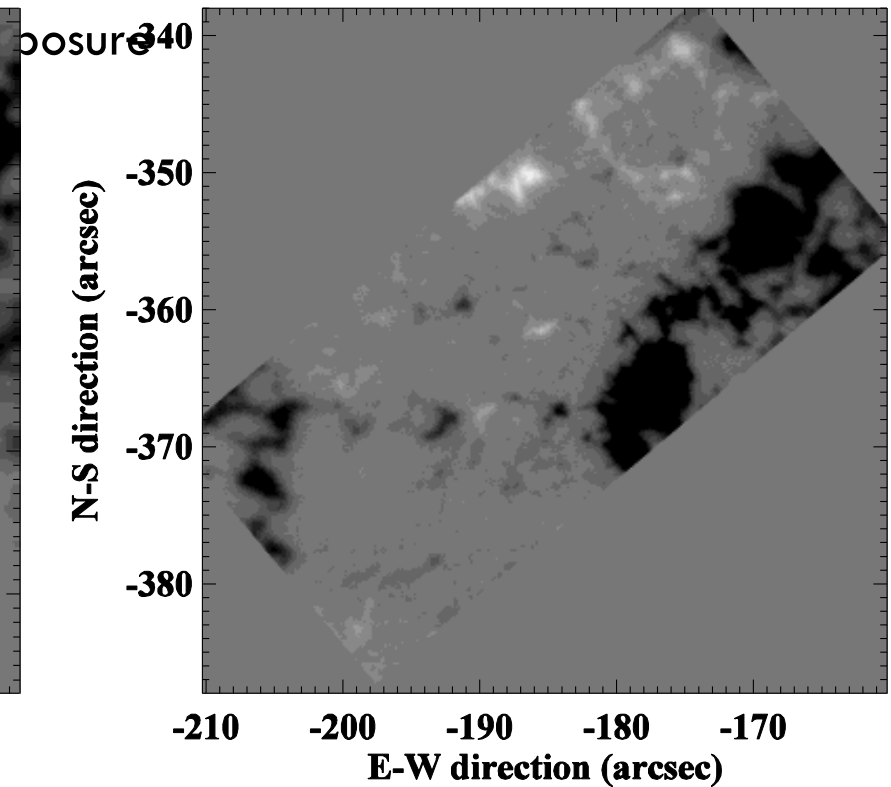 posure
-340
-350
-360
-370
-380
N-S direction (arcsec)
-210 -200 -190 -180 -170
E-W direction (arcsec)